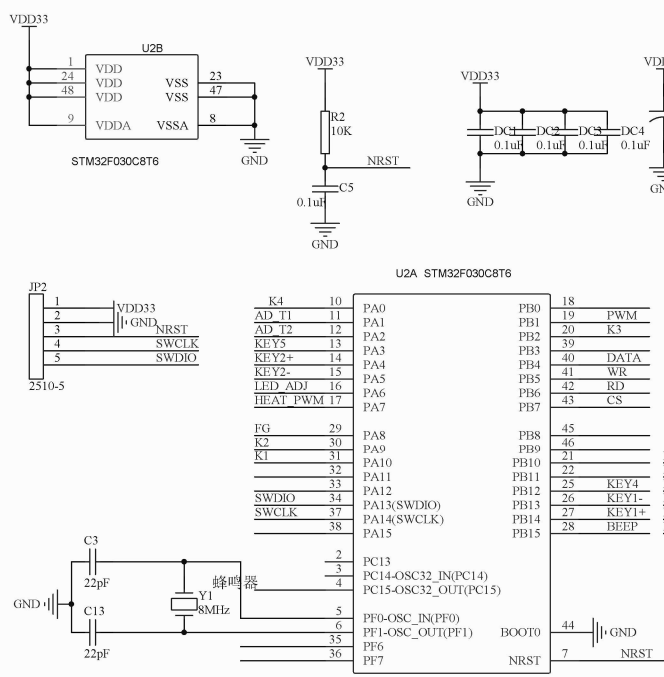 VDD33
U2B
1 VDD
24 VDD VSS 23
48 VDD VSS 47
9 VDDA VSSA 8
STM32F030C8T6
GND
VDD33
R2
10K
NRST
C5
0.1uF
GND
VDD33
DC1 DC2 DC3 DC4
0.1uF 0.1uF 0.1uF 0.1uF
GND
JP2
1 VDD33
2 GND
3 NRST
4 SWCLK
5 SWDIO
2510-5
U2A STM32F030C8T6
K4 10 PA0 PB0 18
AD_T1 11 PA1 PB1 19 PWM
AD_T2 12 PA2 PB2 20 K3
KEY5 13 PA3 PB3 39
KEY2+ 14 PA4 PB4 40 DATA
KEY2- 15 PA5 PB5 41 WR
LED_ADJ 16 PA6 PB6 42 RD
HEAT_PWM 17 PA7 PB7 43 CS
FG 29 PA8 PB8 45
K2 30 PA9 PB9 46
K1 31 PA10 PB10 21
32 PA11 PB11 22
33 PA12 PB12 25 KEY4
SWDIO 34 PA13(SWDIO) PB13 26 KEY1-
SWCLK 37 PA14(SWCLK) PB14 27 KEY1+
38 PA15 PB15 28 BEEP
2 PC13
3 PC14-OSC32_IN(PC14)
蜂鸣器 4 PC15-OSC32_OUT(PC15)
5 PF0-OSC_IN(PF0)
6 PF1-OSC_OUT(PF1) BOOT0 44 GND
35 PF6
36 PF7 NRST 7 NRST
C3
22pF
GND
Y1
8MHz
C13
22pF